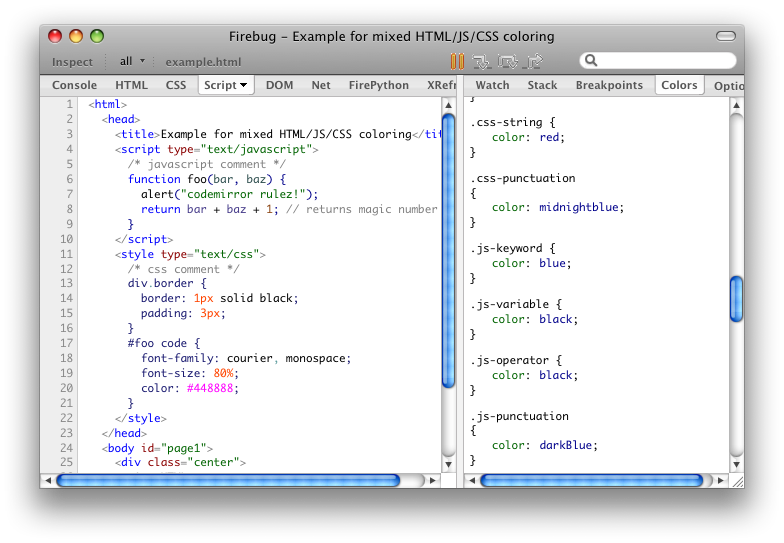 Firebug – Example for mixed HTML/JS/CSS coloring
Inspect all example.html
Console HTML CSS Script DOM Net FirePython XRefr
Watch Stack Breakpoints Colors Optio
1 <html>
2 <head>
3 <title>Example for mixed HTML/JS/CSS coloring</tit
4 <script type="text/javascript">
5 /* javascript comment */
6 function foo(bar, baz) {
7 alert("codemirror rulez!");
8 return bar + baz + 1; // returns magic number
9 }
10 </script>
11 <style type="text/css">
12 /* css comment */
13 div.border {
14 border: 1px solid black;
15 padding: 3px;
16 }
17 #foo code {
18 font-family: courier, monospace;
19 font-size: 80%;
20 color: #448888;
21 }
22 </style>
23 </head>
24 <body id="page1">
25 <div class="center">
}
.css-string {
color: red;
}
.css-punctuation
{
color: midnightblue;
}
.js-keyword {
color: blue;
}
.js-variable {
color: black;
}
.js-operator {
color: black;
}
.js-punctuation
{
color: darkBlue;
}